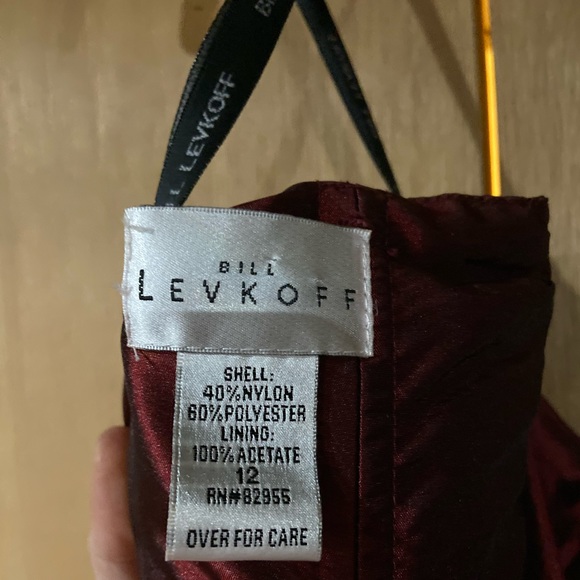 BILL LEVKOFF
BILL
LEVKOFF
SHELL:
40%NYLON
60%POLYESTER
LINING:
100%ACETATE
12
RN#82955
OVER FOR CARE